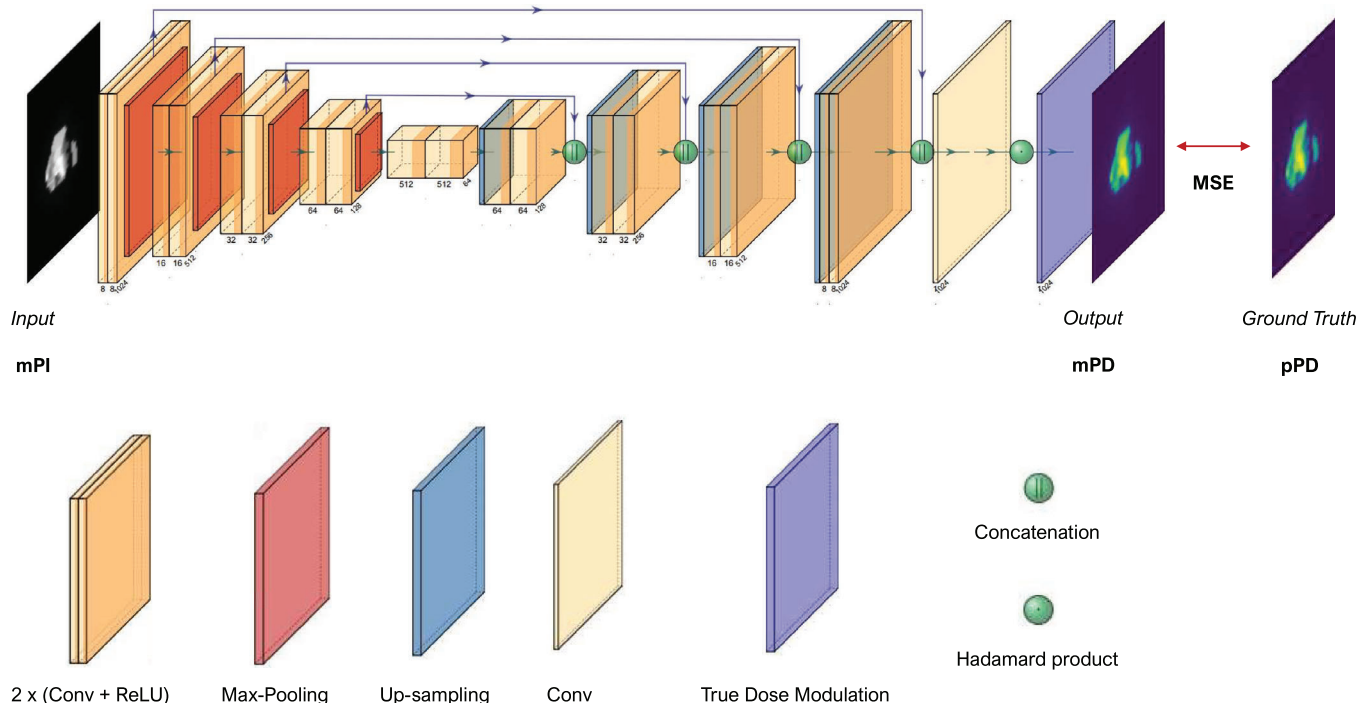 512 512 64
64 64 128
64 64 128
32 32 256
32 32 256
16 16 512
16 16 512
8 8 1024
8 8 1024
1024
1024
MSE
Input
Output
Ground Truth
mPI
mPD
pPD
Concatenation
Hadamard product
2 x (Conv + ReLU)
Max-Pooling
Up-sampling
Conv
True Dose Modulation